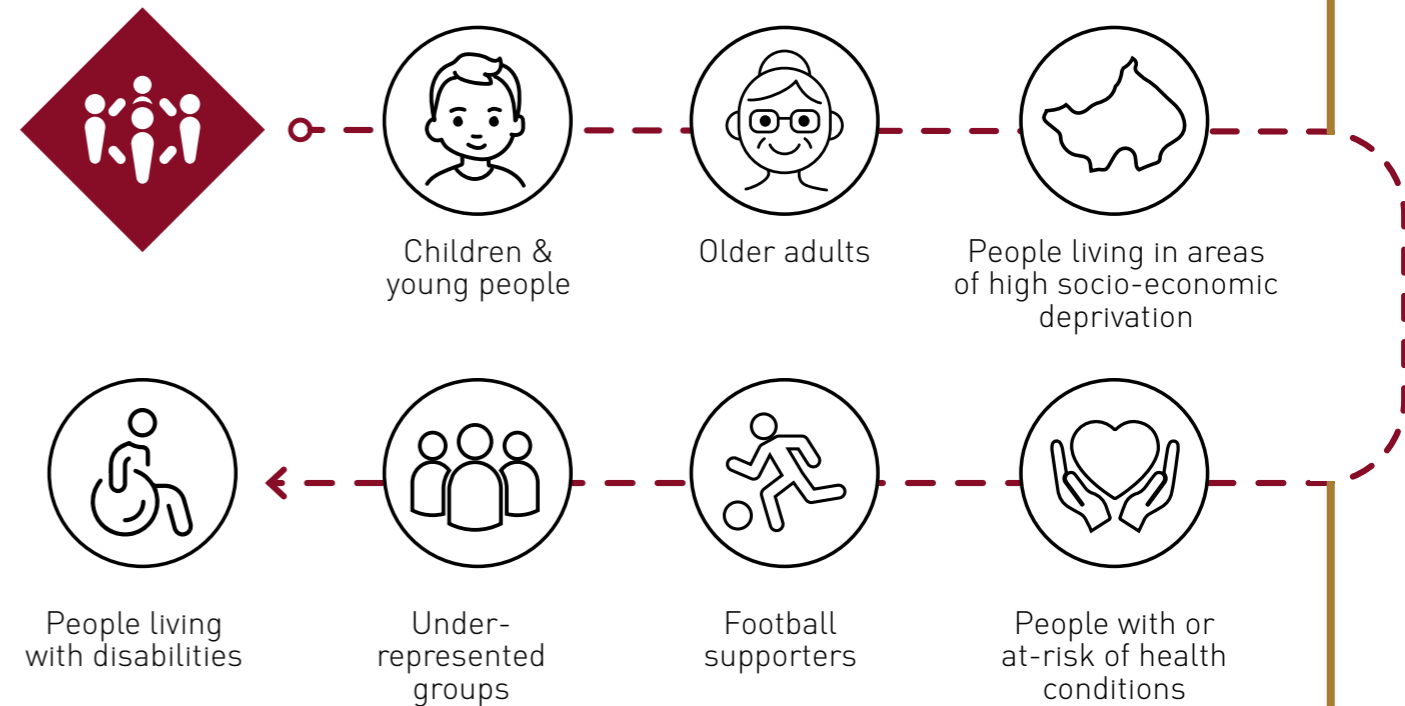 Children &
young people
Older adults
People living in areas
of high socio-economic
deprivation
People with or
at-risk of health
conditions
Football
supporters
Under-
represented
groups
People living
with disabilities